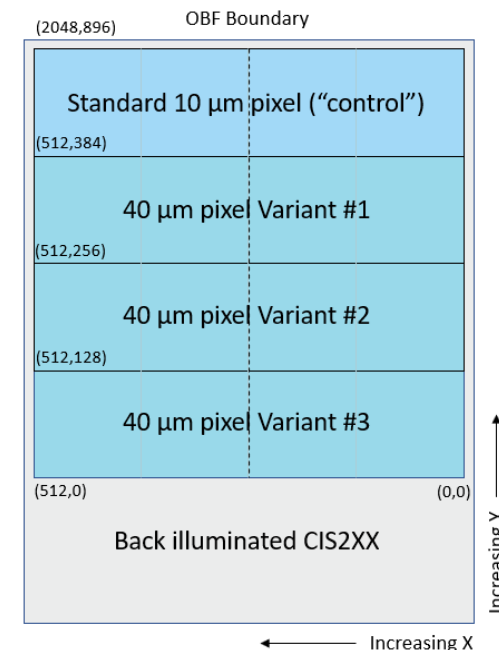 (2048,896)
OBF Boundary
Standard 10 µm pixel (“control”)
(512,384)
40 µm pixel Variant #1
(512,256)
40 µm pixel Variant #2
(512,128)
40 µm pixel Variant #3
(512,0)
(0,0)
Back illuminated CIS2XX
Increasing Y
Increasing X